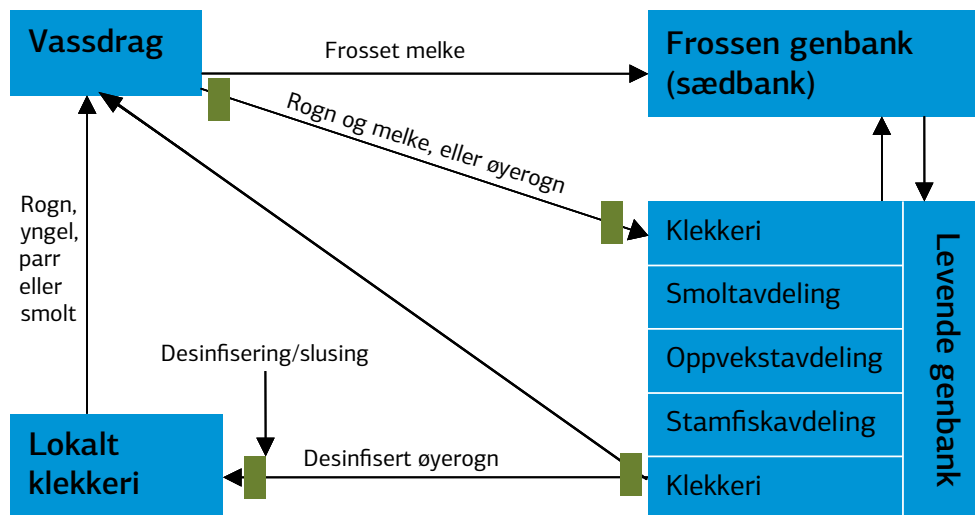 Vassdrag
Frosset melke
Frossen genbank
(sædbank)
Rogn og melke, eller øyerogn
Rogn,
yngel,
parr
eller
smolt
Klekkeri
Smoltavdeling
Oppvekstavdeling
Stamfiskavdeling
Klekkeri
Levende genbank
Desinfisering/slusing
Lokalt
klekkeri
Desinfisert øyerogn